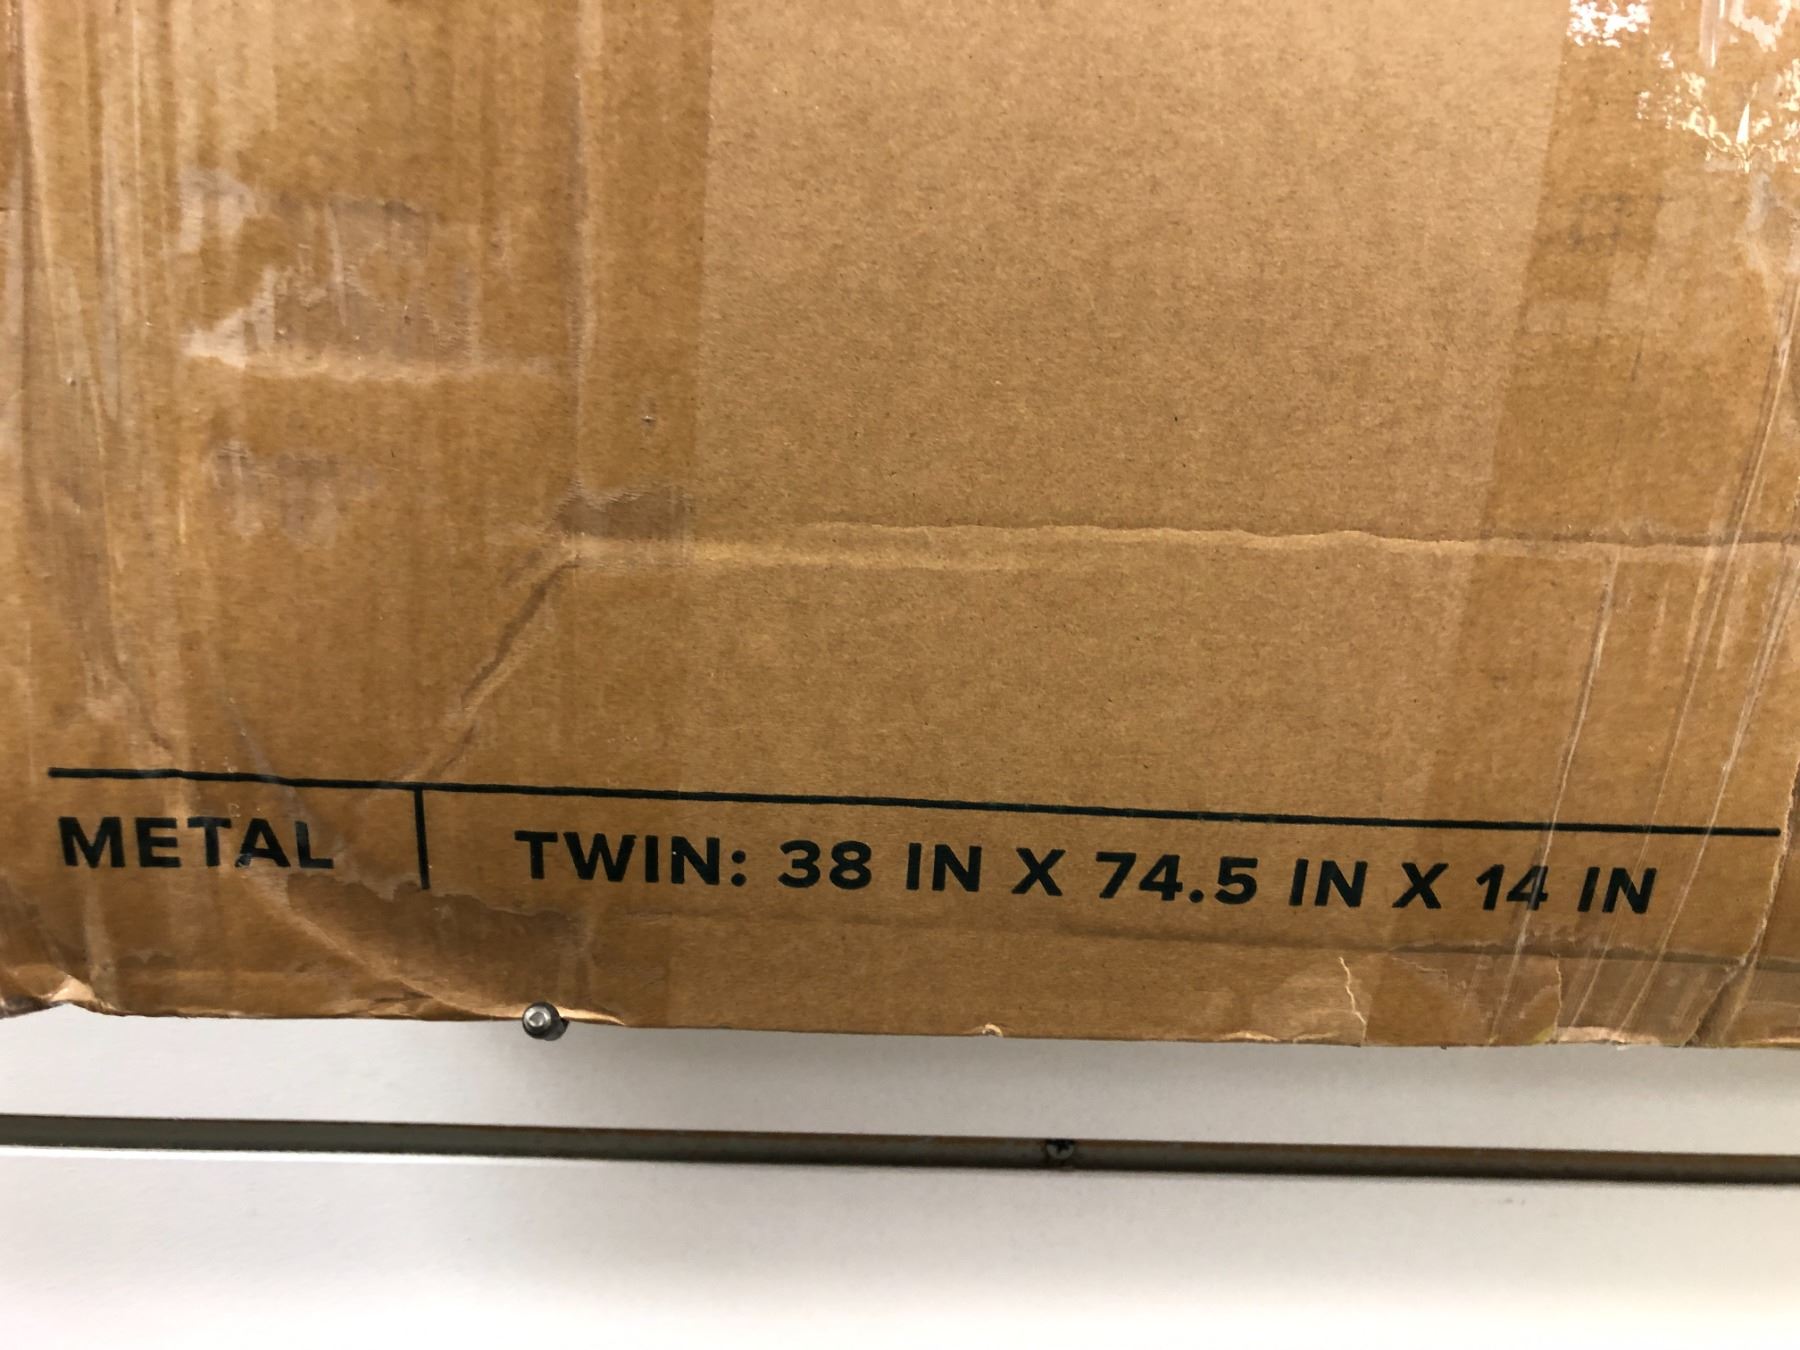 METAL
TWIN: 38 IN X 74.5 IN X 14 IN